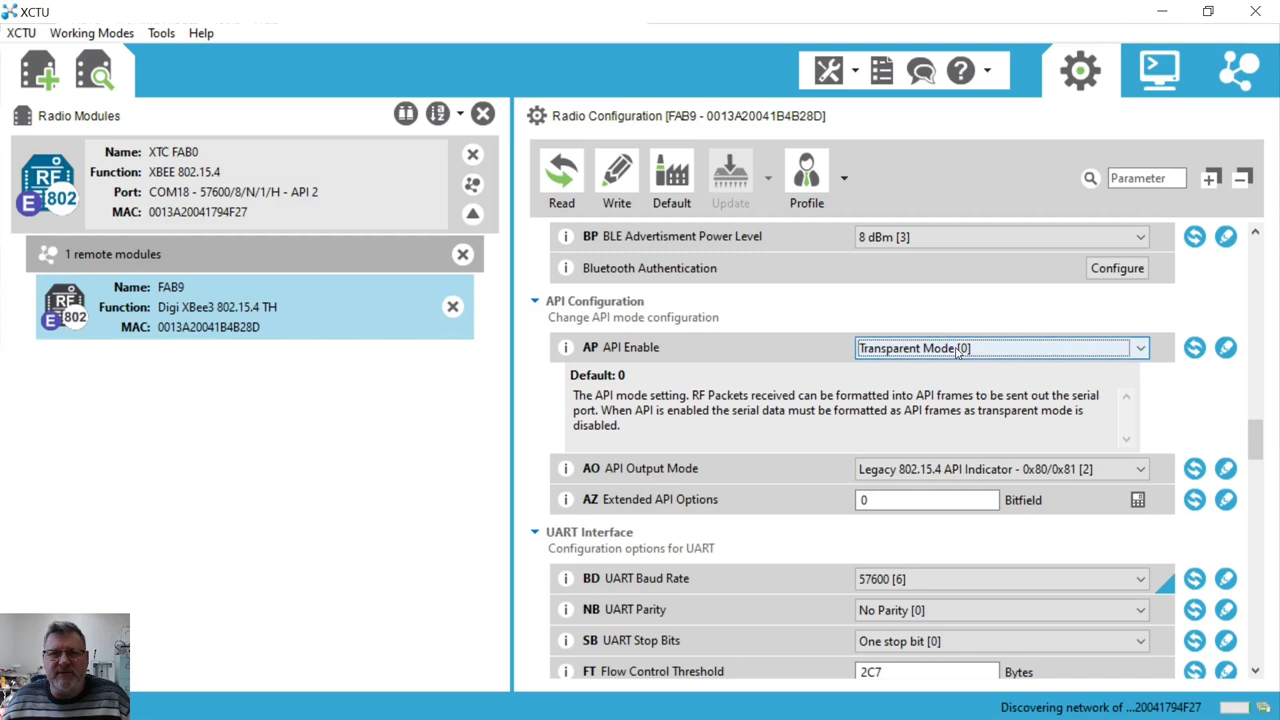 XCTU
XCTU Working Modes Tools Help
Radio Modules
Radio Configuration [FAB9 - 0013A20041B4B28D]
Name: XTC FAB0
Function: XBEE 802.15.4
Port: COM18 - 57600/8/N/1/H - API 2
MAC: 0013A20041794F27
RF
802
E
1 remote modules
Name: FAB9
Function: Digi XBee3 802.15.4 TH
MAC: 0013A20041B4B28D
RF
802
E
Read Write Default Update Profile
Parameter
BP BLE Advertisment Power Level 8 dBm [3]
Bluetooth Authentication Configure
API Configuration
Change API mode configuration
AP API Enable Transparent Mode [0]
Default: 0
The API mode setting. RF Packets received can be formatted into API frames to be sent out the serial
port. When API is enabled the serial data must be formatted as API frames as transparent mode is
disabled.
AO API Output Mode Legacy 802.15.4 API Indicator - 0x80/0x81 [2]
AZ Extended API Options 0 Bitfield
UART Interface
Configuration options for UART
BD UART Baud Rate 57600 [6]
NB UART Parity No Parity [0]
SB UART Stop Bits One stop bit [0]
FT Flow Control Threshold 2C7 Bytes
Discovering network of ...20041794F27